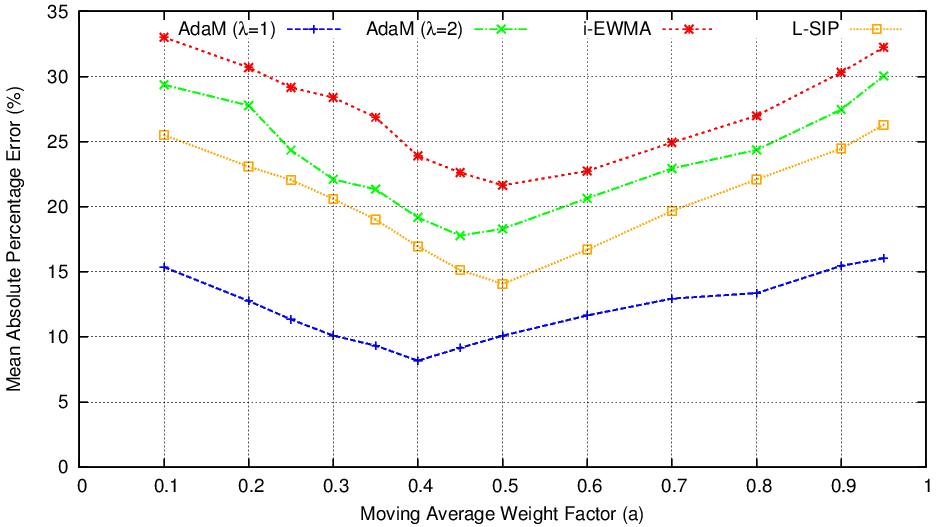 35
AdaM (λ=1) AdaM (λ=2) i-EWMA L-SIP
30
25
20
15
10
5
0
Mean Absolute Percentage Error (%)
0 0.1 0.2 0.3 0.4 0.5 0.6 0.7 0.8 0.9 1
Moving Average Weight Factor (a)